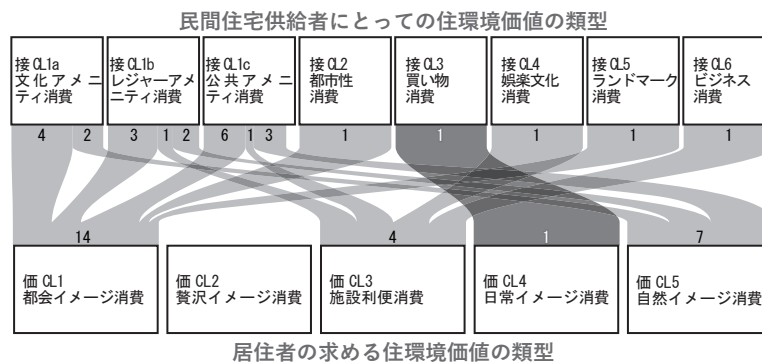 民間住宅供給者にとっての住環境価値の類型
接CL1a
文化アメニ
ティ消費
接CL1b
レジャーアメ
ニティ消費
接CL1c
公共アメニ
ティ消費
接CL2
都市性
消費
接CL3
買い物
消費
接CL4
娯楽文化
消費
接CL5
ランドマーク
消費
接CL6
ビジネス
消費
4 2 3 1 2 6 1 3 1 1 1 1 1
14 4 1 7
価CL1
都会イメージ消費
価CL2
贅沢イメージ消費
価CL3
施設利便消費
価CL4
日常イメージ消費
価CL5
自然イメージ消費
居住者の求める住環境価値の類型